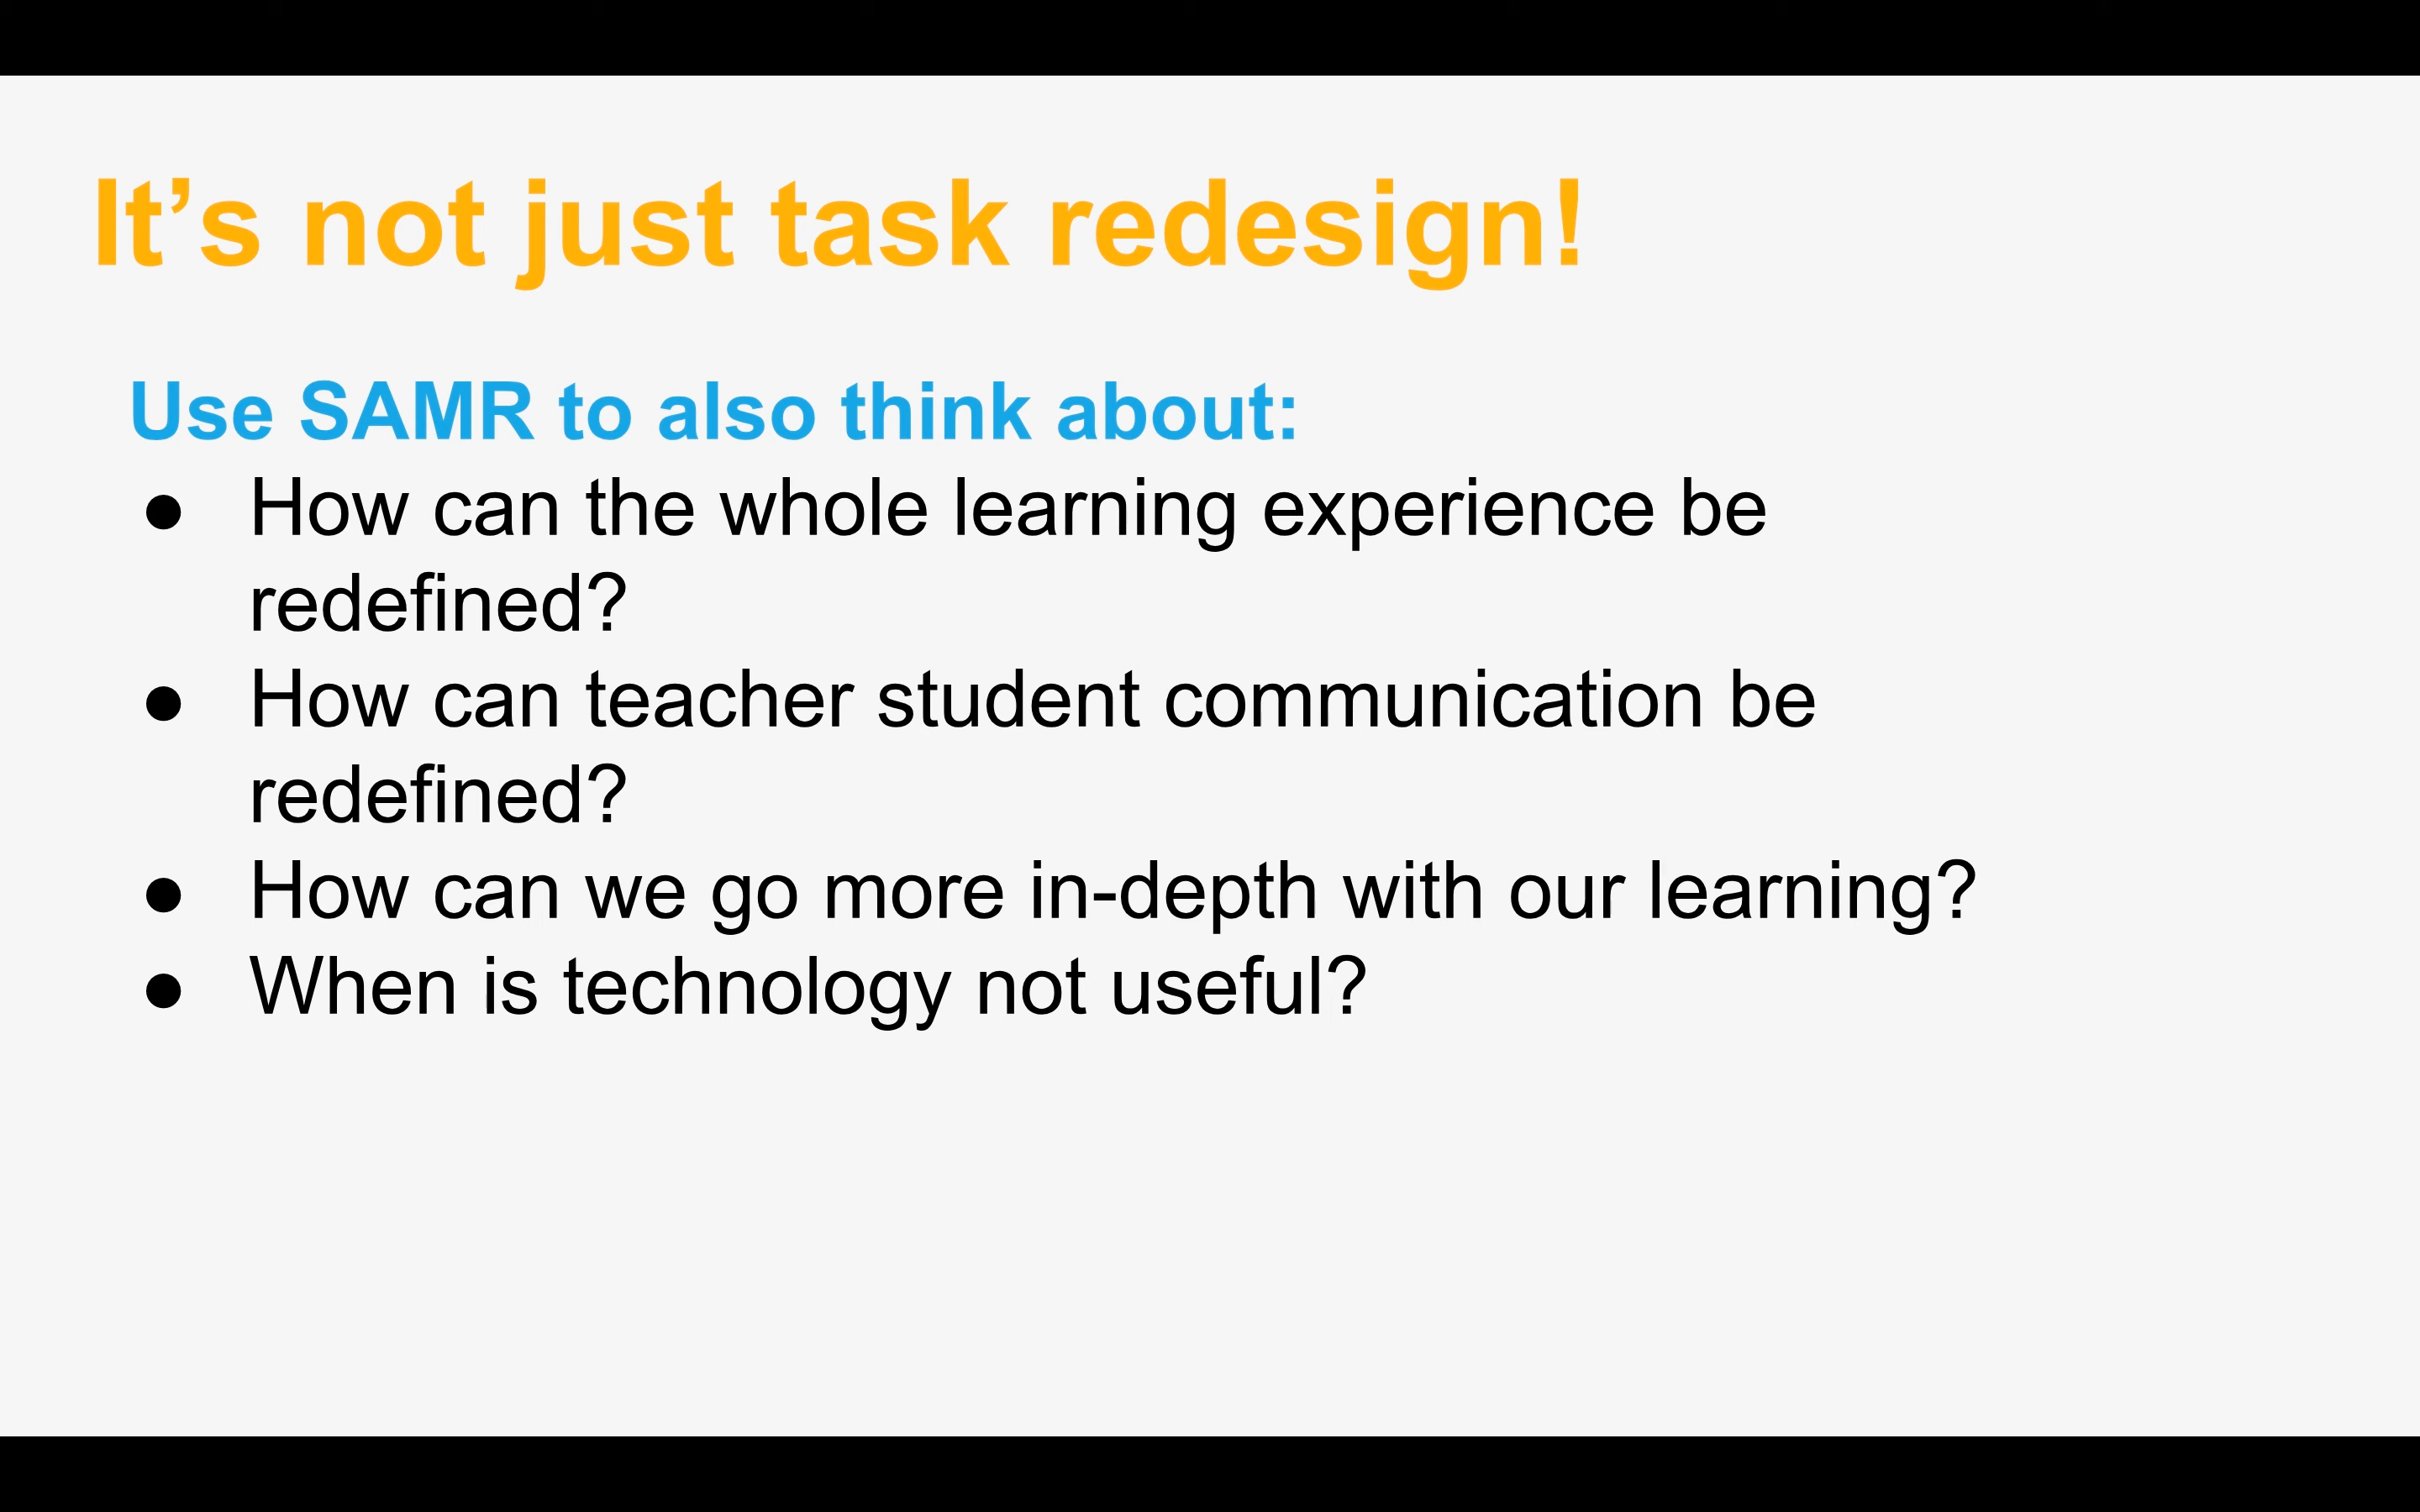 It’s not just task redesign!
Use SAMR to also think about:
● How can the whole learning experience be
redefined?
● How can teacher student communication be
redefined?
● How can we go more in-depth with our learning?
● When is technology not useful?